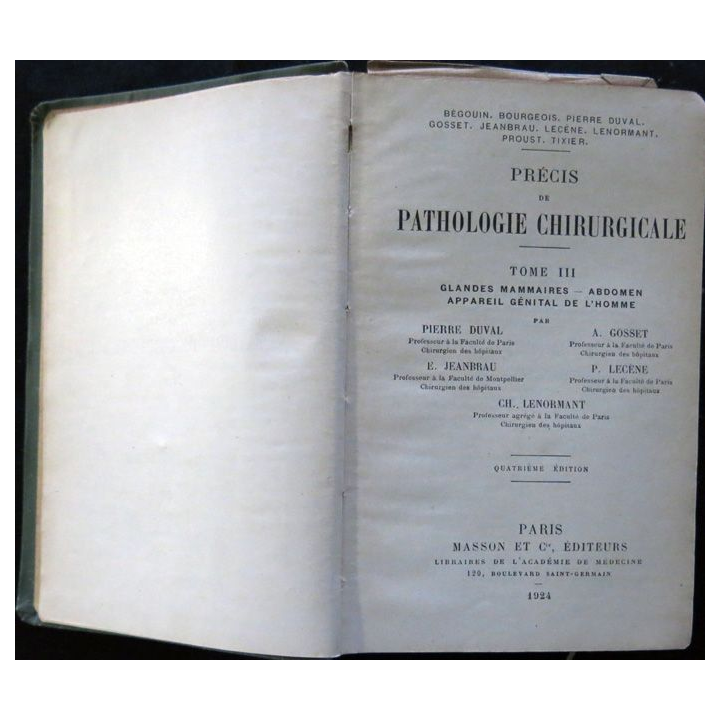 BÉGOUIN, BOURGEOIS, PIERRE DUVAL,
GOSSET, JEANBRAU, LECÈNE, LENORMANT,
PROUST, TIXIER.
PRÉCIS
DE
PATHOLOGIE CHIRURGICALE
TOME III
GLANDES MAMMAIRES — ABDOMEN
APPAREIL GÉNITAL DE L'HOMME
PAR
PIERRE DUVAL
Professeur à la Faculté de Paris
Chirurgien des hôpitaux
A. GOSSET
Professeur à la Faculté de Paris
Chirurgien des hôpitaux
E. JEANBRAU
Professeur à la Faculté de Montpellier
Chirurgien des hôpitaux
P. LECÈNE
Professeur à la Faculté de Paris
Chirurgien des hôpitaux
CH. LENORMANT
Professeur agrégé à la Faculté de Paris
Chirurgien des hôpitaux
QUATRIÈME ÉDITION
PARIS
MASSON ET Cie, ÉDITEURS
LIBRAIRES DE L'ACADÉMIE DE MÉDECINE
120, BOULEVARD SAINT-GERMAIN
1924